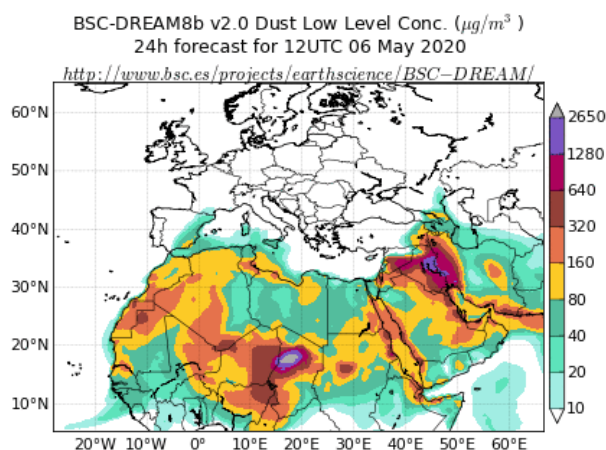 BSC-DREAM8b v2.0 Dust Low Level Conc. (μg/m³ )
24h forecast for 12UTC 06 May 2020
http://www.bsc.es/projects/earthscience/BSC−DREAM/
60°N
50°N
40°N
30°N
20°N
10°N
20°W 10°W 0° 10°E 20°E 30°E 40°E 50°E 60°E
2650
1280
640
320
160
80
40
20
10